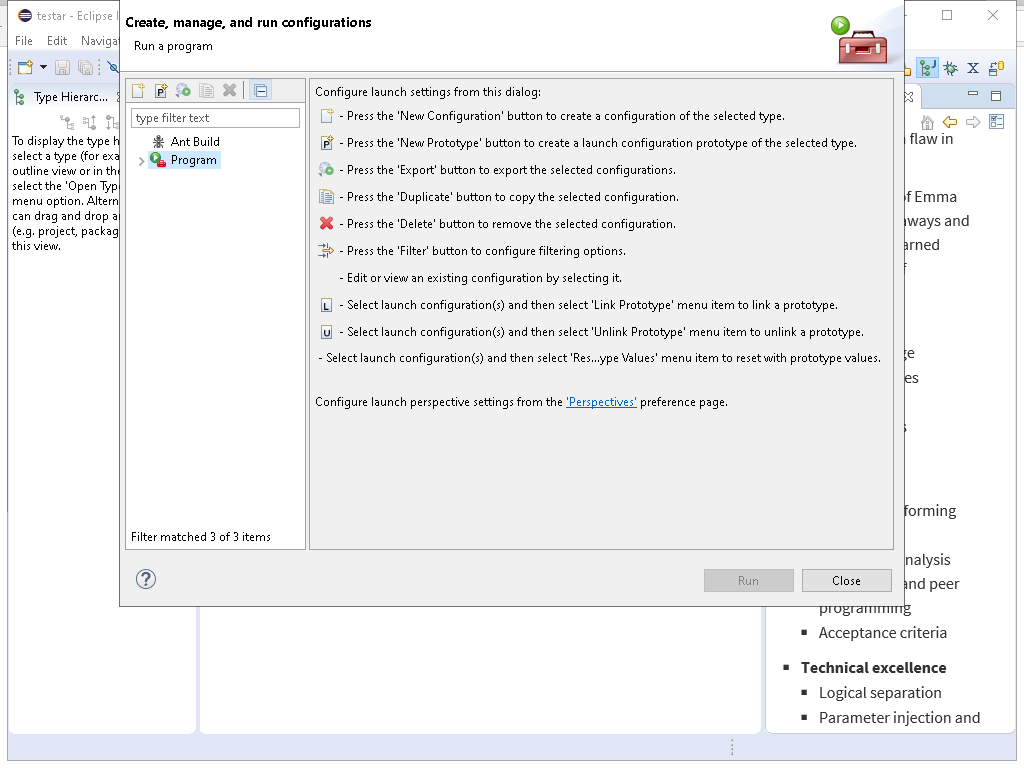 testar - Eclipse I
File Edit Navigat
Type Hierarc...
To display the type h
select a type (for exa
outline view or in the
select the 'Open Typ
menu option. Altern
can drag and drop a
(e.g. project, packag
this view.
Create, manage, and run configurations
Run a program
type filter text
Ant Build
Program
Filter matched 3 of 3 items
Configure launch settings from this dialog:
- Press the 'New Configuration' button to create a configuration of the selected type.
- Press the 'New Prototype' button to create a launch configuration prototype of the selected type.
- Press the 'Export' button to export the selected configurations.
- Press the 'Duplicate' button to copy the selected configuration.
- Press the 'Delete' button to remove the selected configuration.
- Press the 'Filter' button to configure filtering options.
- Edit or view an existing configuration by selecting it.
L - Select launch configuration(s) and then select 'Link Prototype' menu item to link a prototype.
U - Select launch configuration(s) and then select 'Unlink Prototype' menu item to unlink a prototype.
- Select launch configuration(s) and then select 'Res...ype Values' menu item to reset with prototype values.
Configure launch perspective settings from the 'Perspectives' preference page.
Run Close
flaw in
of Emma
ways and
arned
ge
es
s
forming
nalysis
and peer
programming
▪ Acceptance criteria
▪ Technical excellence
▪ Logical separation
▪ Parameter injection and